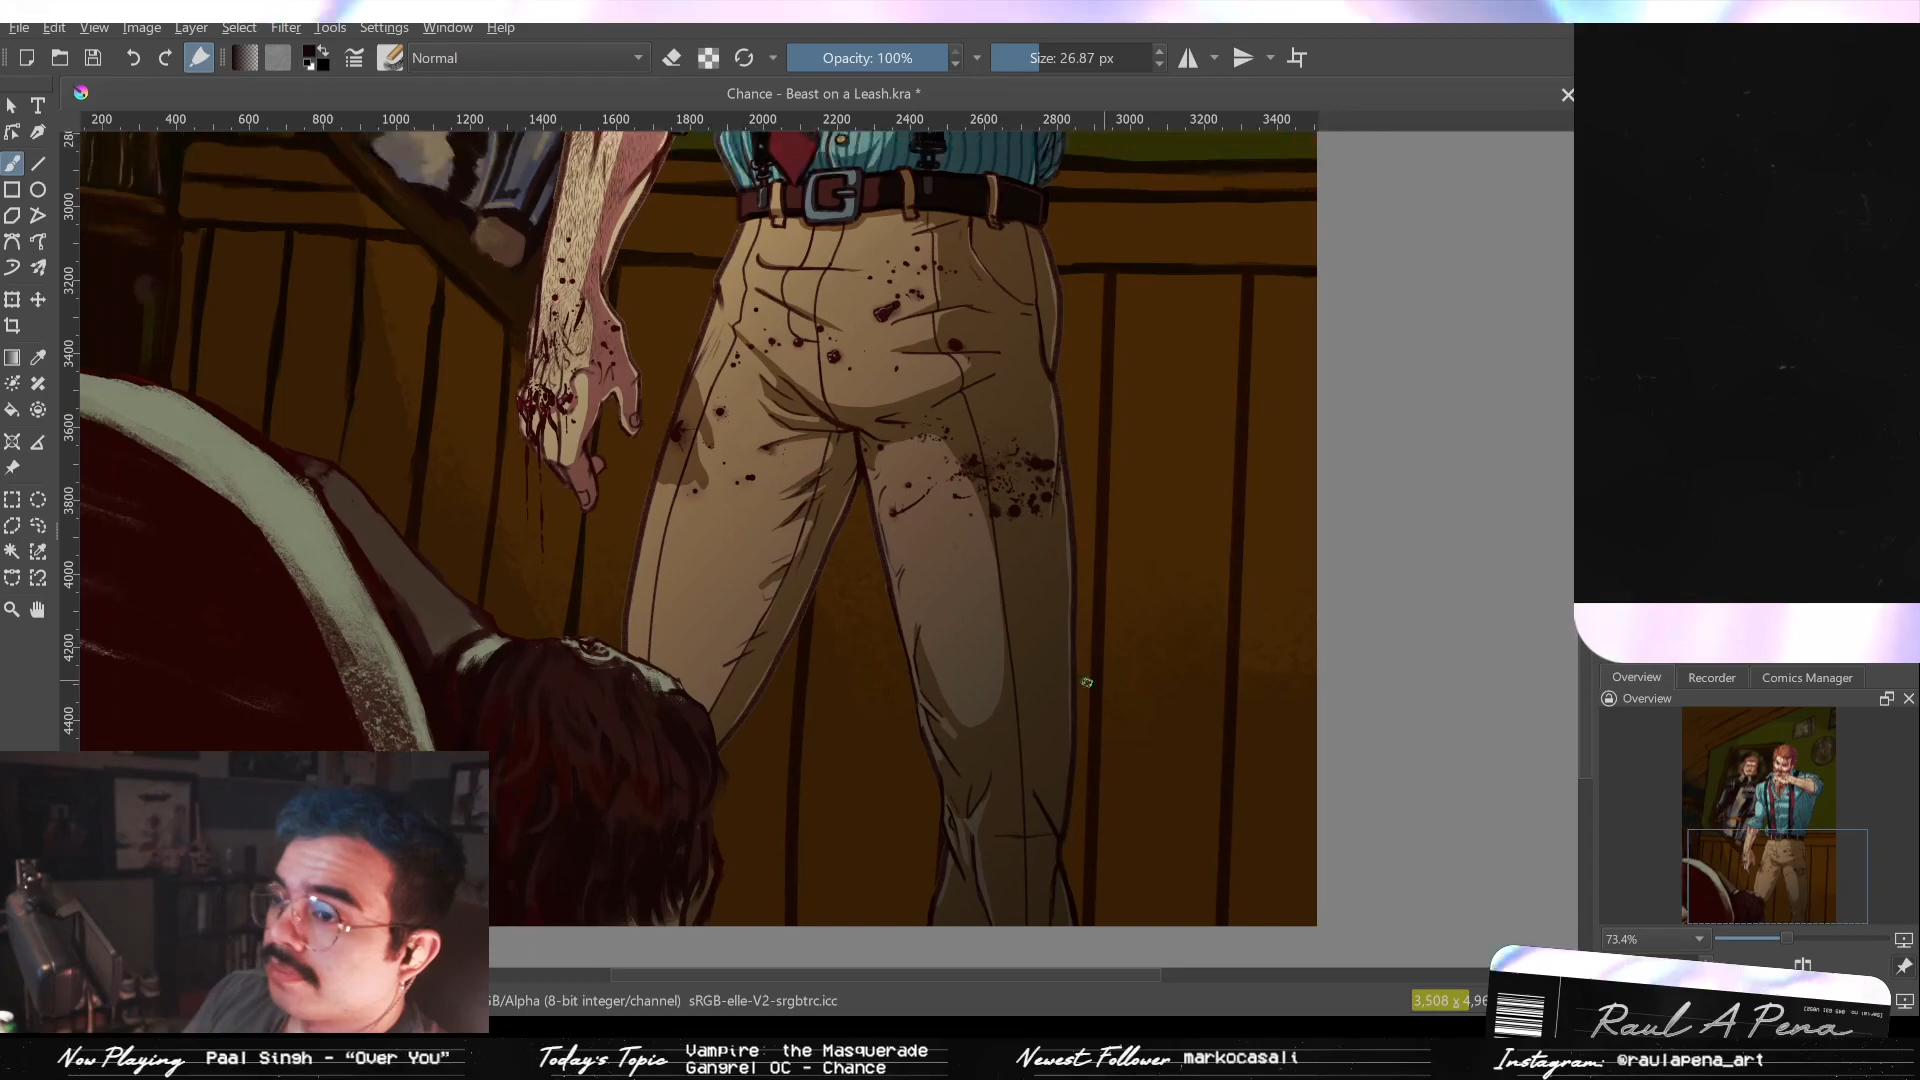 File Edit View Image Layer Select Filter Tools Settings Window Help
Normal
Opacity: 100%
Size: 26.87 px
Chance - Beast on a Leash.kra *
200 400 600 800 1000 1200 1400 1600 1800 2000 2200 2400 2600 2800 3000 3200 3400
3000
3200
3400
3600
3800
4000
4200
4400
Overview Recorder Comics Manager
Overview
73.4%
GB/Alpha (8-bit integer/channel) sRGB-elle-V2-srgbtrc.icc
3,508 x 4,96
Raul A Pena
Now Playing Paal Singh - “Over You”
Today's Topic Vampire: the Masquerade
Gangrel OC - Chance
Newest Follower markocasali
Instagram: @raulapena_art